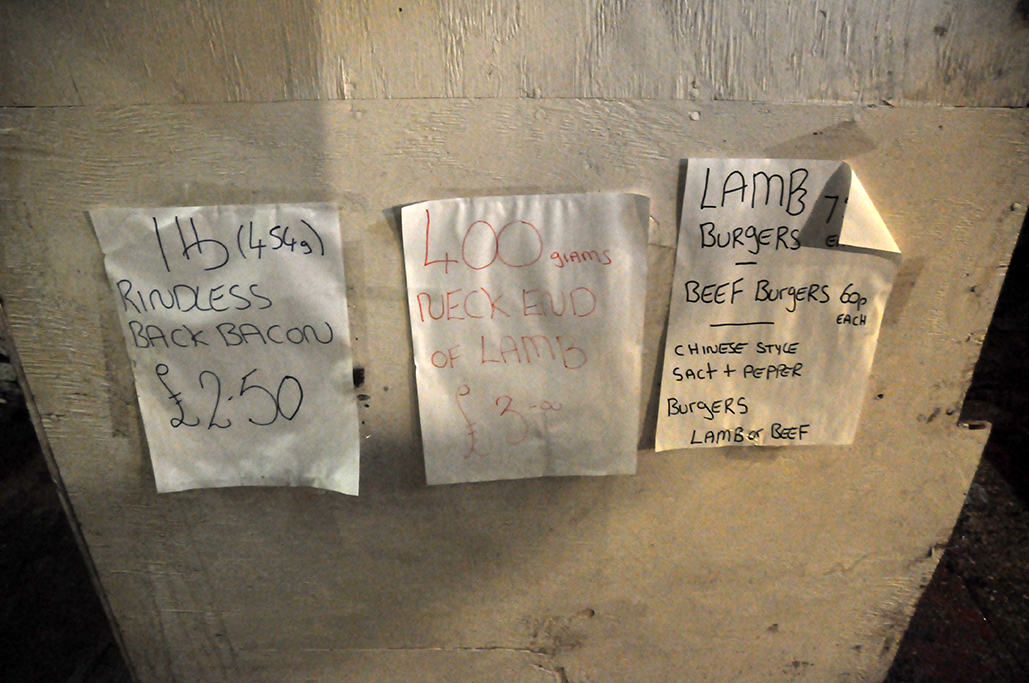 1lb (454g)
RINDLESS
BACK BACON
£2.50
400 grams
NECK END
OF LAMB
£3-00
LAMB
BURGERS
BEEF BURGERS 60p
EACH
CHINESE STYLE
SALT + PEPPER
BURGERS
LAMB or BEEF